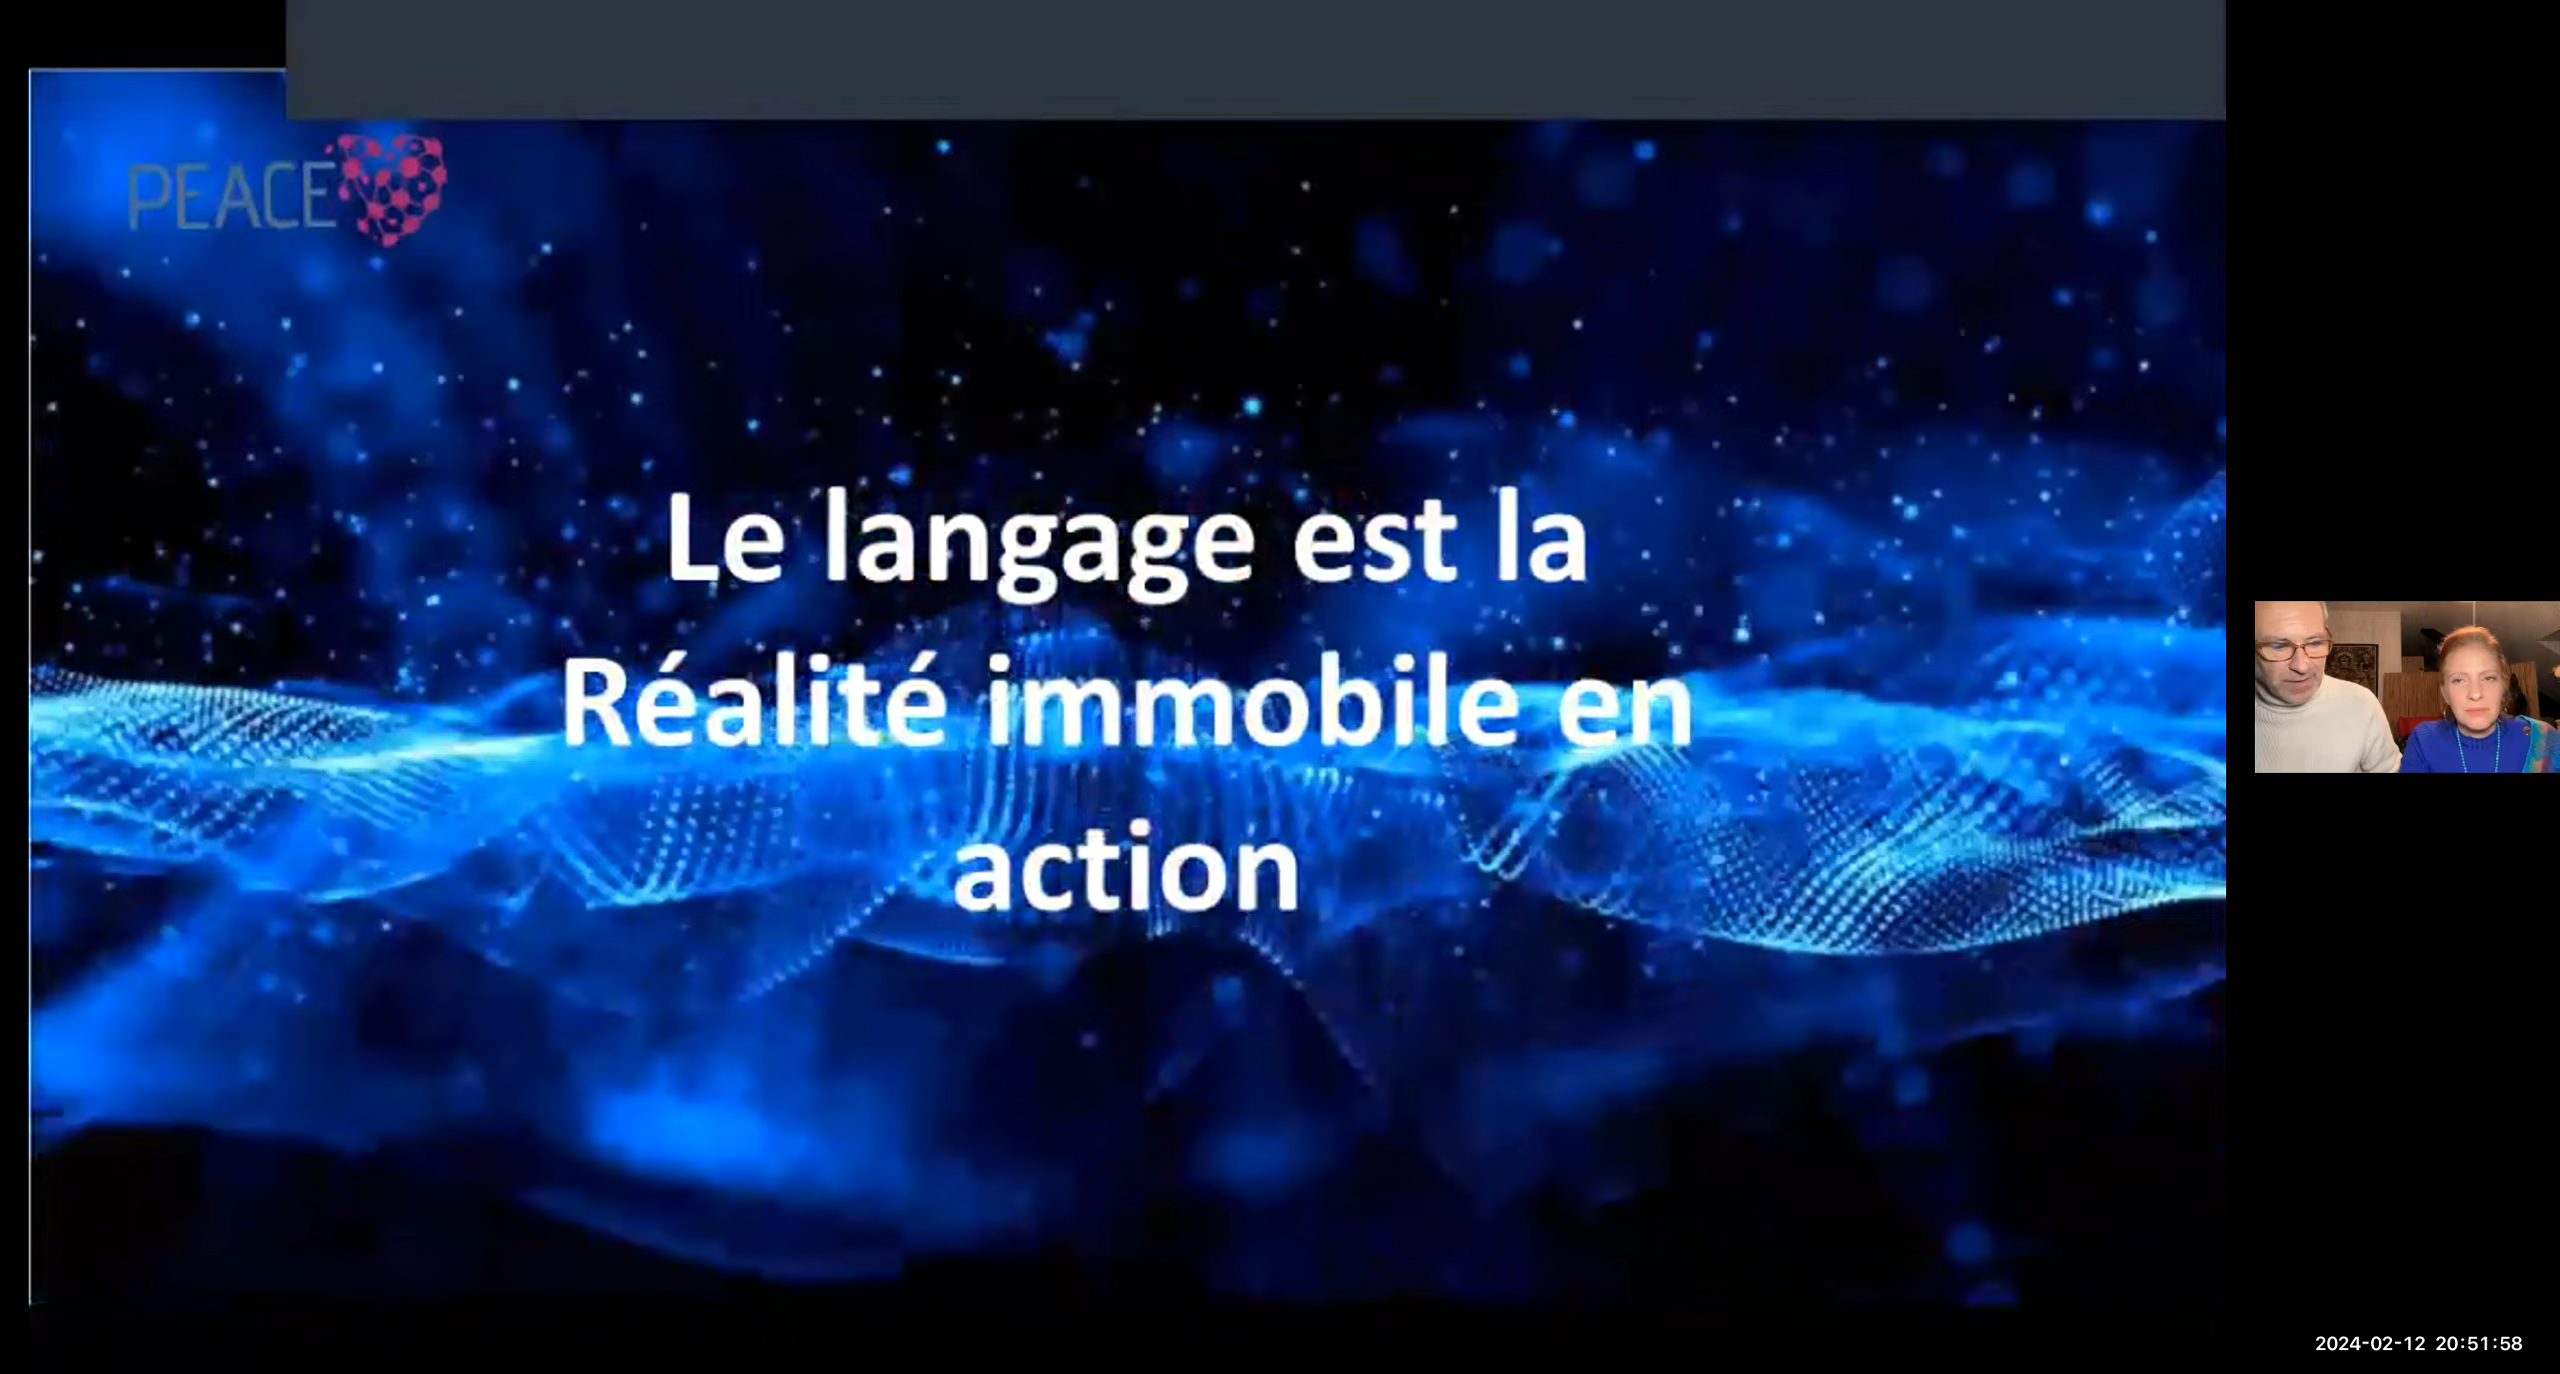 PEACE
Le langage est la
Réalité immobile en
action
2024-02-12 20:51:58